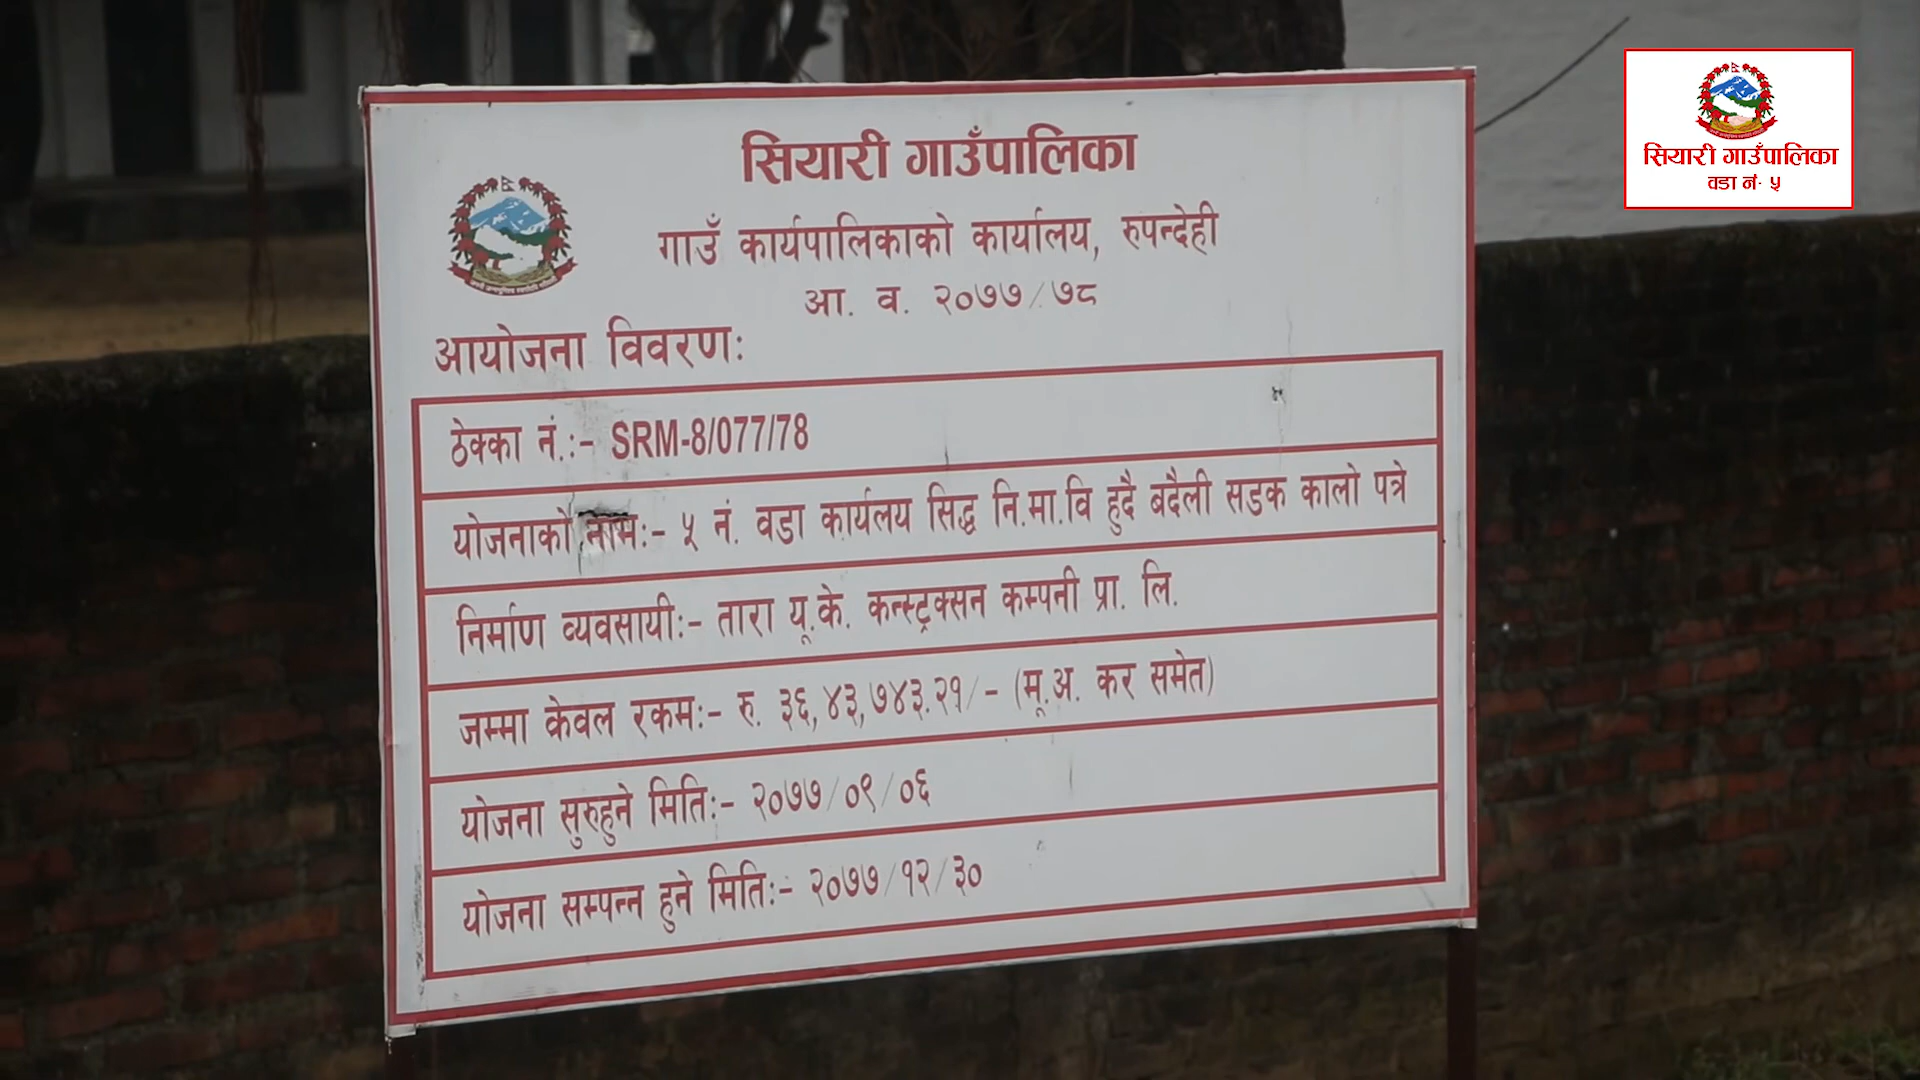 सियारी गाउँपालिका
गाउँ कार्यपालिकाको कार्यालय, रुपन्देही
आ. व. २०७७/७८
आयोजना विवरण:
ठेक्का नं.:- SRM-8/077/78
योजनाको नाम:- ५ नं. वडा कार्यलय सिद्ध नि.मा.वि हुदै बदैली सडक कालो पत्रे
निर्माण व्यवसायी:- तारा यू.के. कन्स्ट्रक्सन कम्पनी प्रा. लि.
जम्मा केवल रकम:- रु. ३६,४३,७४३.२१/- (मू.अ. कर समेत)
योजना सुरुहुने मिति:- २०७७/०९/०६
योजना सम्पन्न हुने मिति:- २०७७/१२/३०
सियारी गाउँपालिका
वडा नं. ५